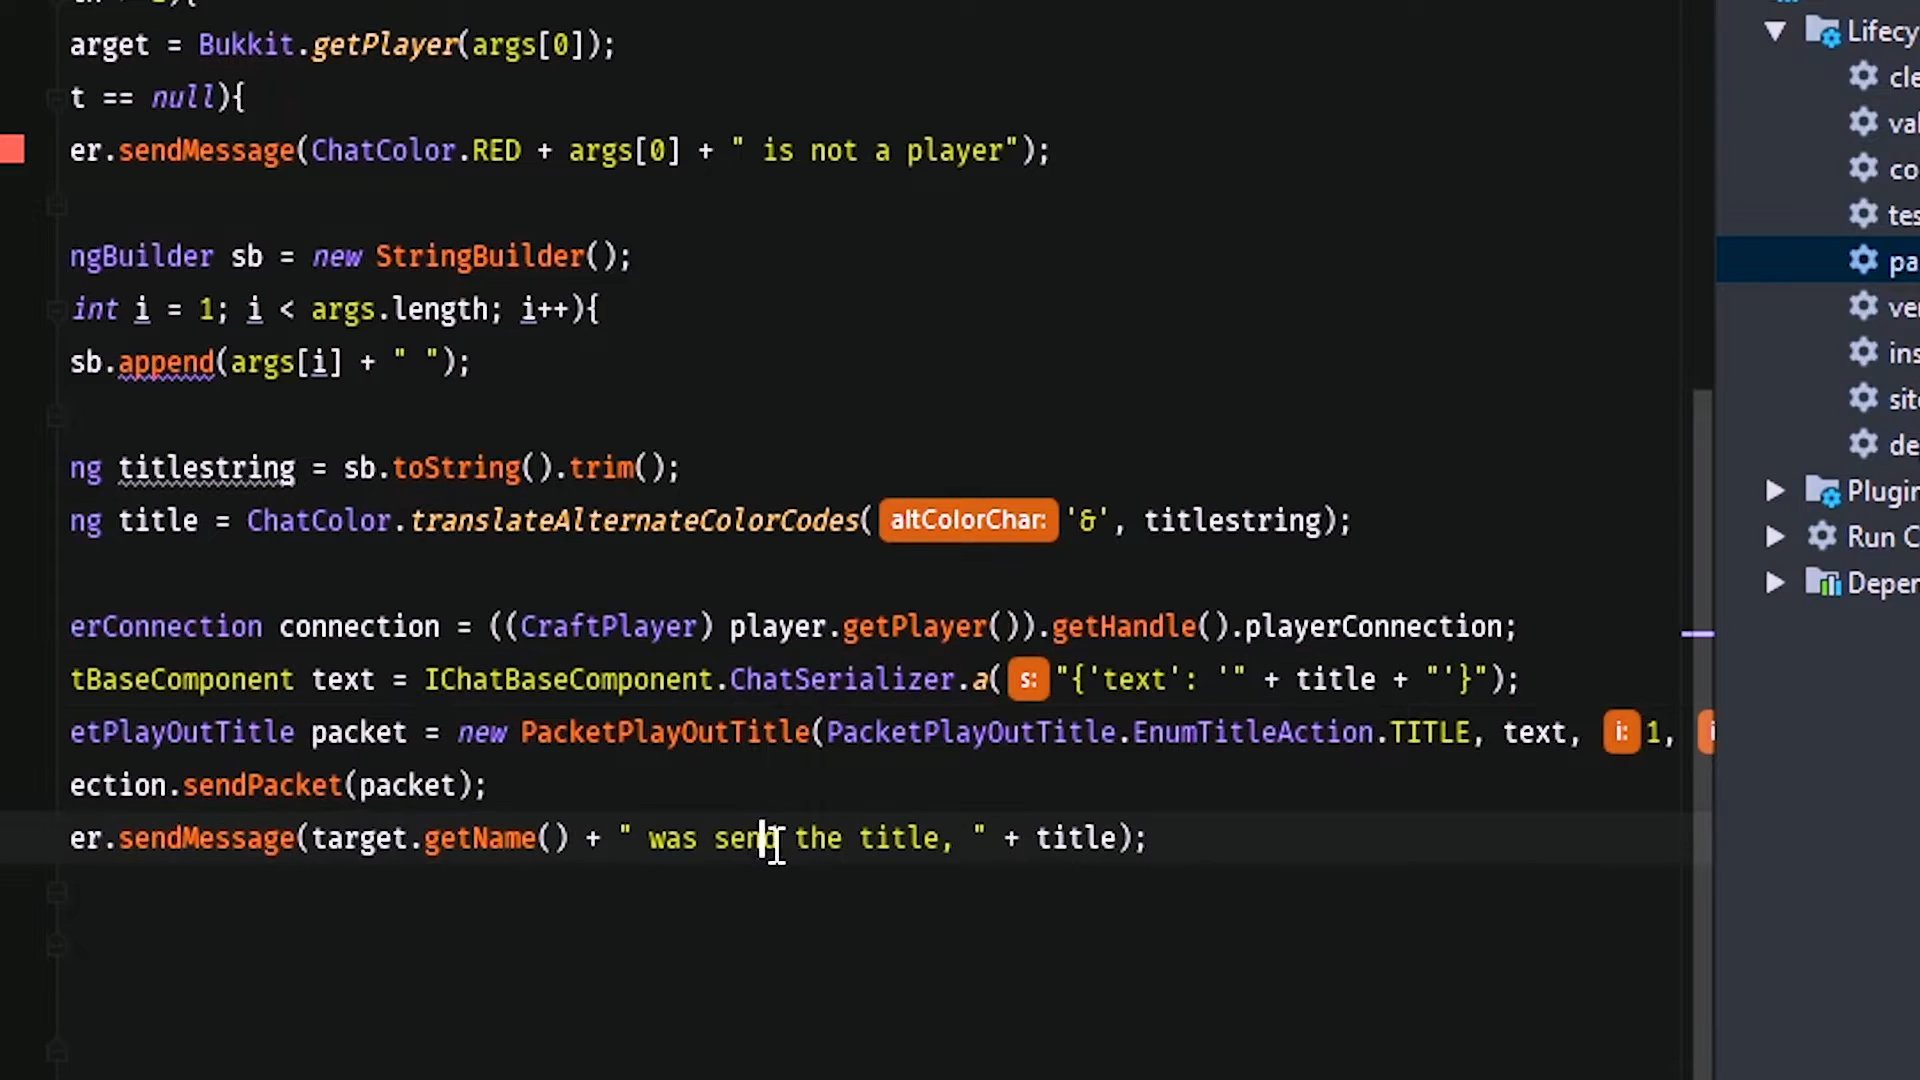 arget = Bukkit.getPlayer(args[0]);
t == null){
er.sendMessage(ChatColor.RED + args[0] + " is not a player");
ngBuilder sb = new StringBuilder();
int i = 1; i < args.length; i++){
sb.append(args[i] + " ");
ng titlestring = sb.toString().trim();
ng title = ChatColor.translateAlternateColorCodes( altColorChar: '&', titlestring);
erConnection connection = ((CraftPlayer) player.getPlayer()).getHandle().playerConnection;
tBaseComponent text = IChatBaseComponent.ChatSerializer.a( s: "{'text': '" + title + "'}");
etPlayOutTitle packet = new PacketPlayOutTitle(PacketPlayOutTitle.EnumTitleAction.TITLE, text, i: 1, i
ection.sendPacket(packet);
er.sendMessage(target.getName() + " was send the title, " + title);
Lifecy
cle
val
co
tes
pa
ver
ins
site
de
Plugin
Run C
Deper